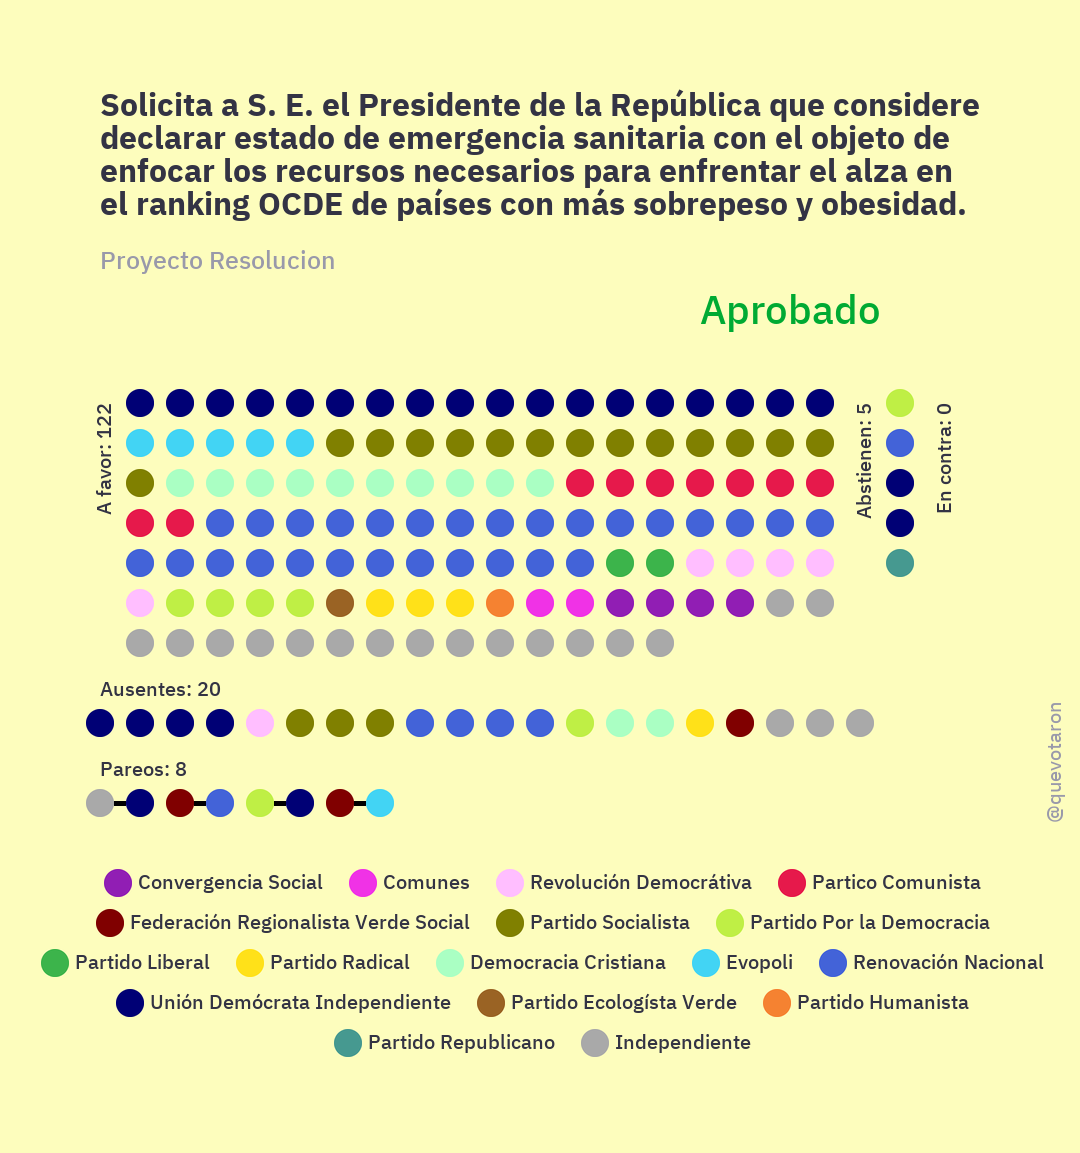 Solicita a S. E. el Presidente de la República que considere
declarar estado de emergencia sanitaria con el objeto de
enfocar los recursos necesarios para enfrentar el alza en
el ranking OCDE de países con más sobrepeso y obesidad.
Proyecto Resolucion
Aprobado
A favor: 122
Abstienen: 5
En contra: 0
Ausentes: 20
Pareos: 8
@quevotaron
Convergencia Social
Comunes
Revolución Democrátiva
Partico Comunista
Federación Regionalista Verde Social
Partido Socialista
Partido Por la Democracia
Partido Liberal
Partido Radical
Democracia Cristiana
Evopoli
Renovación Nacional
Unión Demócrata Independiente
Partido Ecologísta Verde
Partido Humanista
Partido Republicano
Independiente